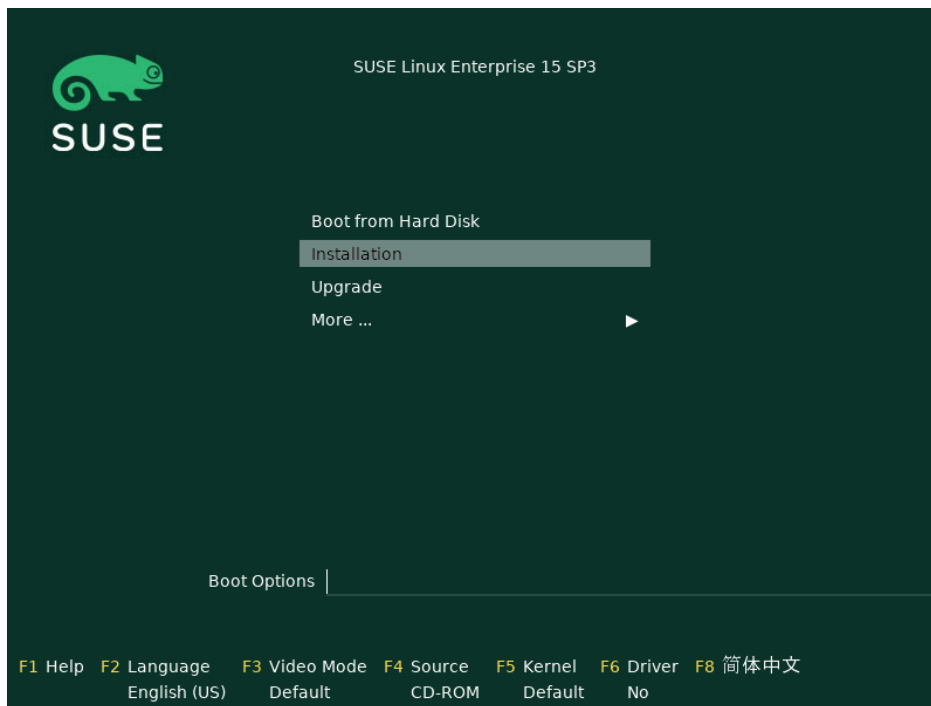 SUSE
SUSE Linux Enterprise 15 SP3
Boot from Hard Disk
Installation
Upgrade
More ...
Boot Options
F1 Help F2 Language F3 Video Mode F4 Source F5 Kernel F6 Driver F8 简体中文
English (US) Default CD-ROM Default No